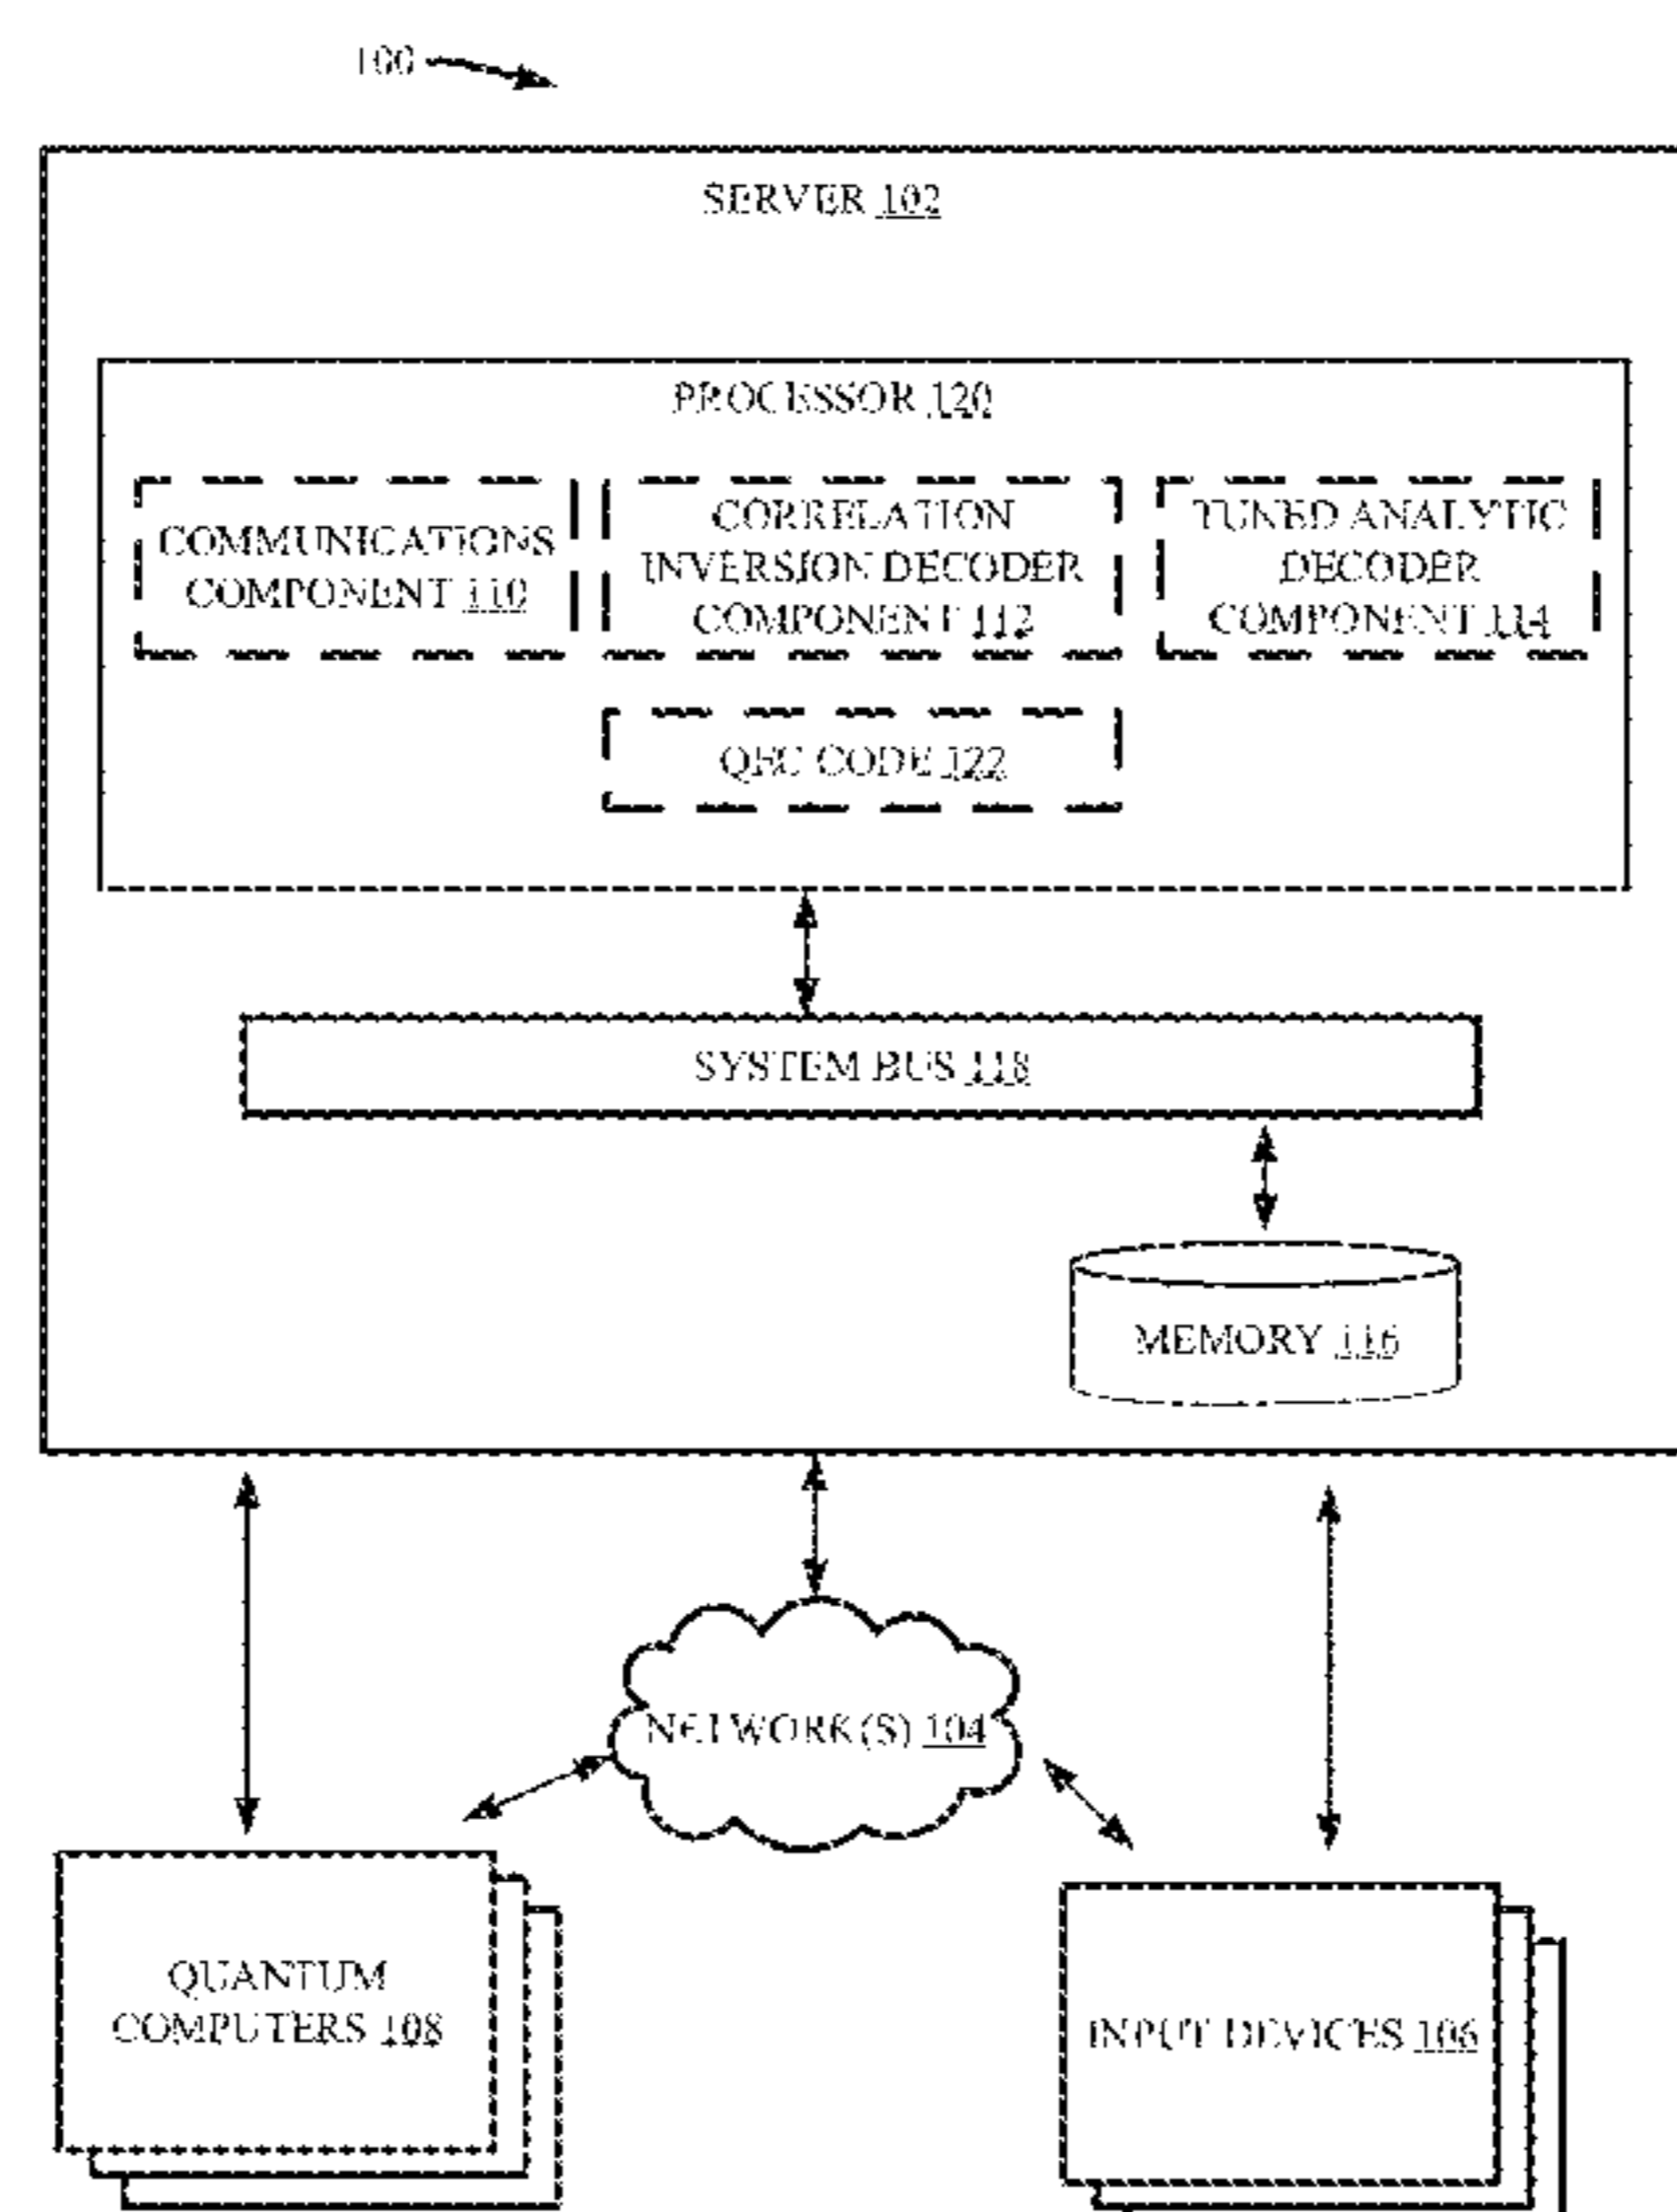 100
SERVER 102
PROCESSOR 120
COMMUNICATIONS
COMPONENT 110
CORRELATION
INVERSION DECODER
COMPONENT 112
TUNED ANALYTIC
DECODER
COMPONENT 114
QEC CODE 122
SYSTEM BUS 118
MEMORY 116
NETWORK(S) 104
QUANTUM
COMPUTERS 108
INPUT DEVICES 106